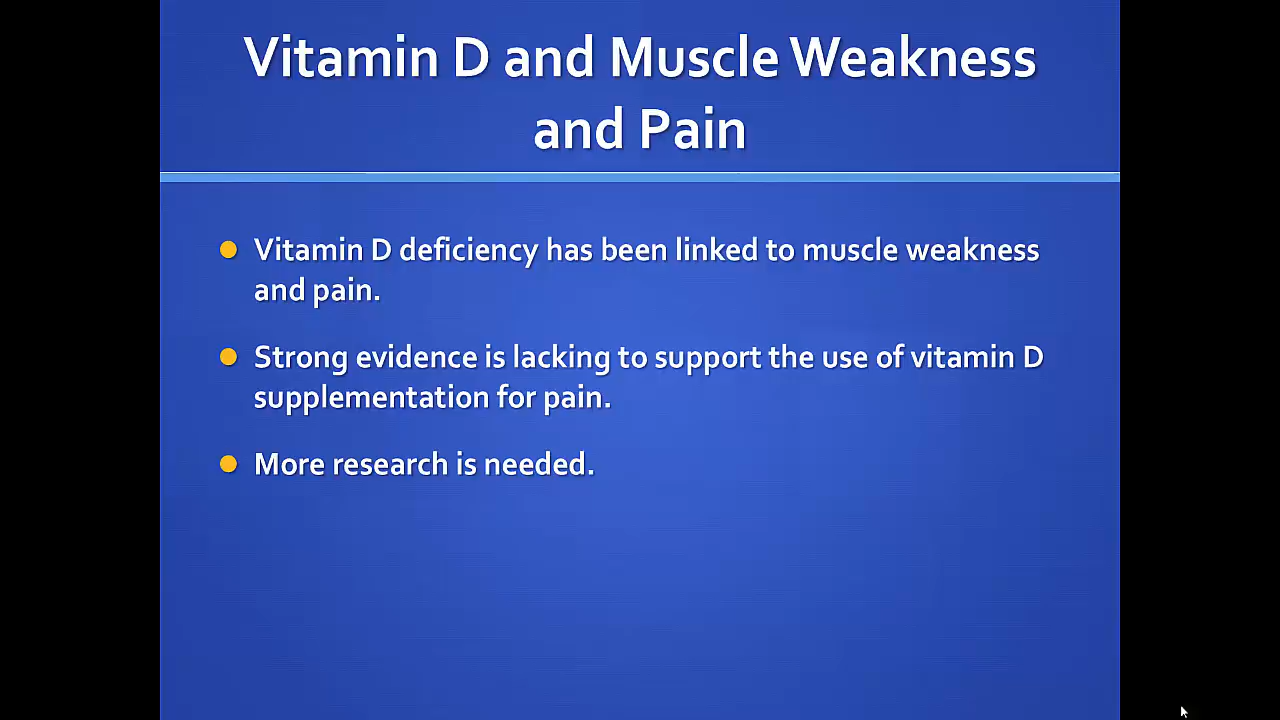 Vitamin D and Muscle Weakness
and Pain
Vitamin D deficiency has been linked to muscle weakness
and pain.
Strong evidence is lacking to support the use of vitamin D
supplementation for pain.
More research is needed.